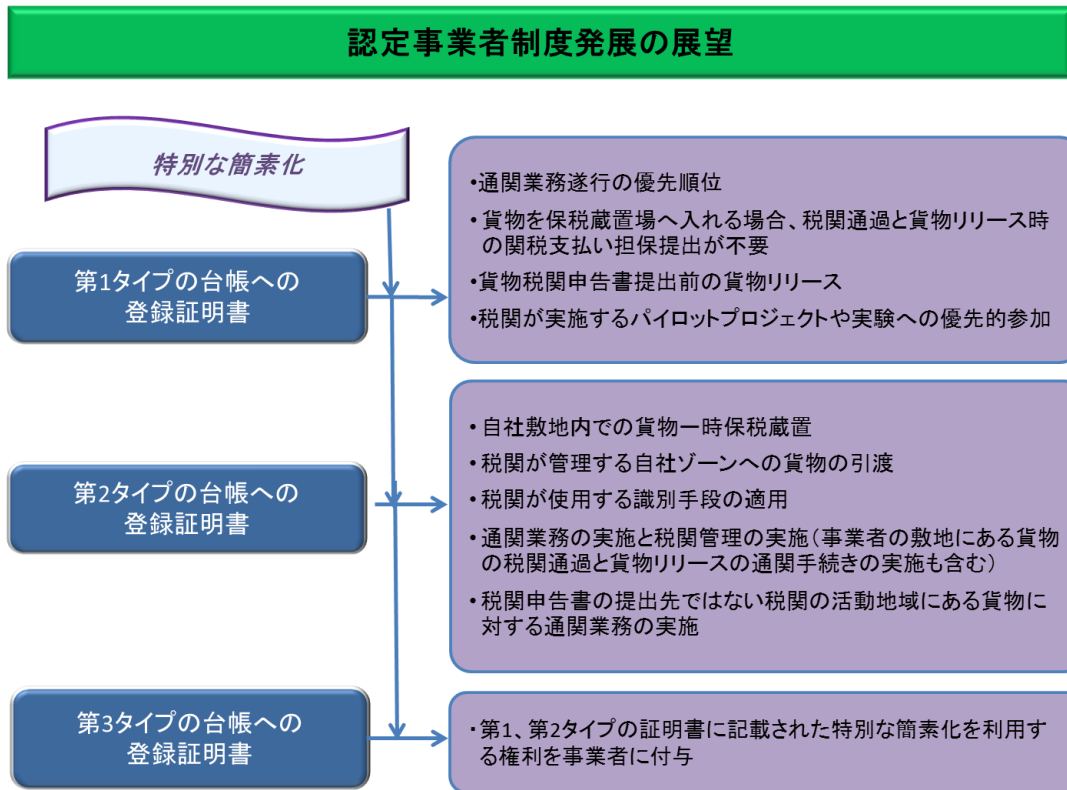 認定事業者制度発展の展望
特別な簡素化
第1タイプの台帳への
登録証明書
・通関業務遂行の優先順位
・貨物を保税蔵置場へ入れる場合、税関通過と貨物リリース時
の関税支払い担保提出が不要
・貨物税関申告書提出前の貨物リリース
・税関が実施するパイロットプロジェクトや実験への優先的参加
第2タイプの台帳への
登録証明書
・自社敷地内での貨物一時保税蔵置
・税関が管理する自社ゾーンへの貨物の引渡
・税関が使用する識別手段の適用
・通関業務の実施と税関管理の実施(事業者の敷地にある貨物
の税関通過と貨物リリースの通関手続きの実施も含む)
・税関申告書の提出先ではない税関の活動地域にある貨物に
対する通関業務の実施
第3タイプの台帳への
登録証明書
・第1、第2タイプの証明書に記載された特別な簡素化を利用す
る権利を事業者に付与